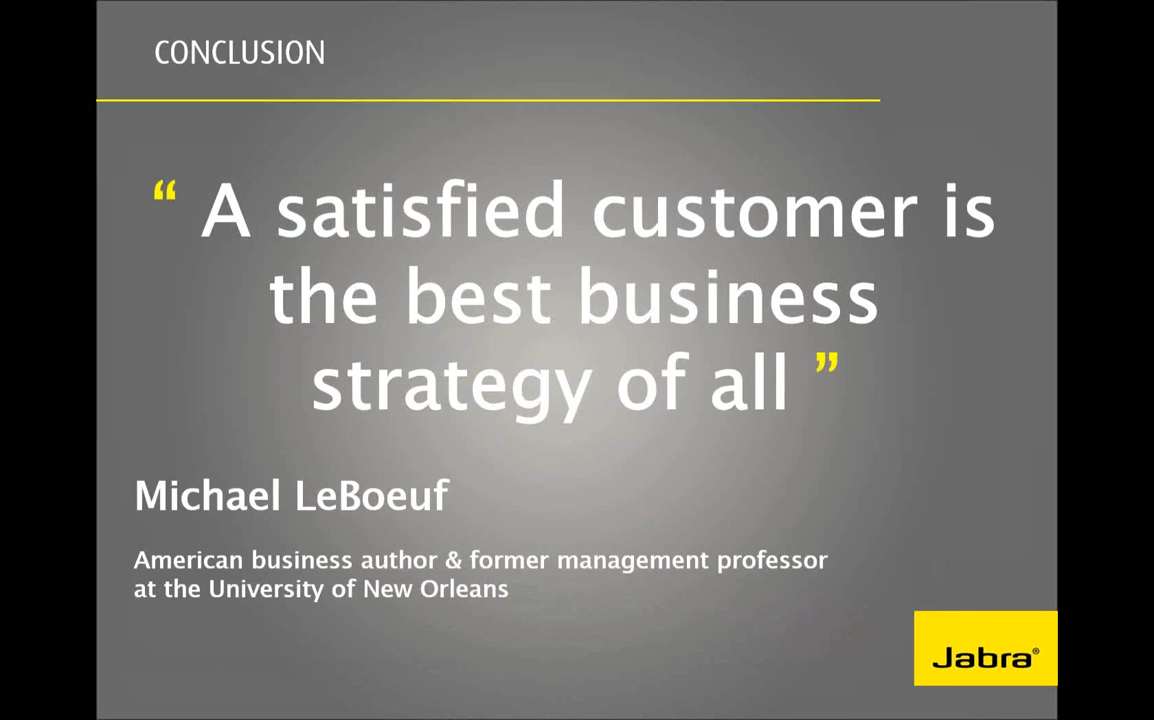 CONCLUSION
“ A satisfied customer is
the best business
strategy of all ”
Michael LeBoeuf
American business author & former management professor
at the University of New Orleans
Jabra®